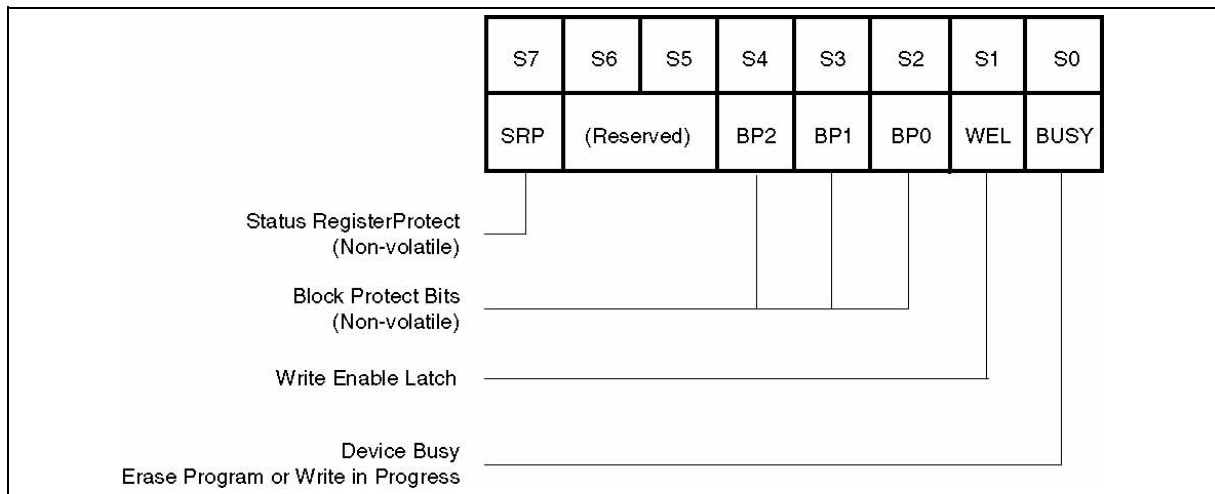 S7 S6 S5 S4 S3 S2 S1 S0
SRP (Reserved) BP2 BP1 BP0 WEL BUSY
Status RegisterProtect
(Non-volatile)
Block Protect Bits
(Non-volatile)
Write Enable Latch
Device Busy
Erase Program or Write in Progress